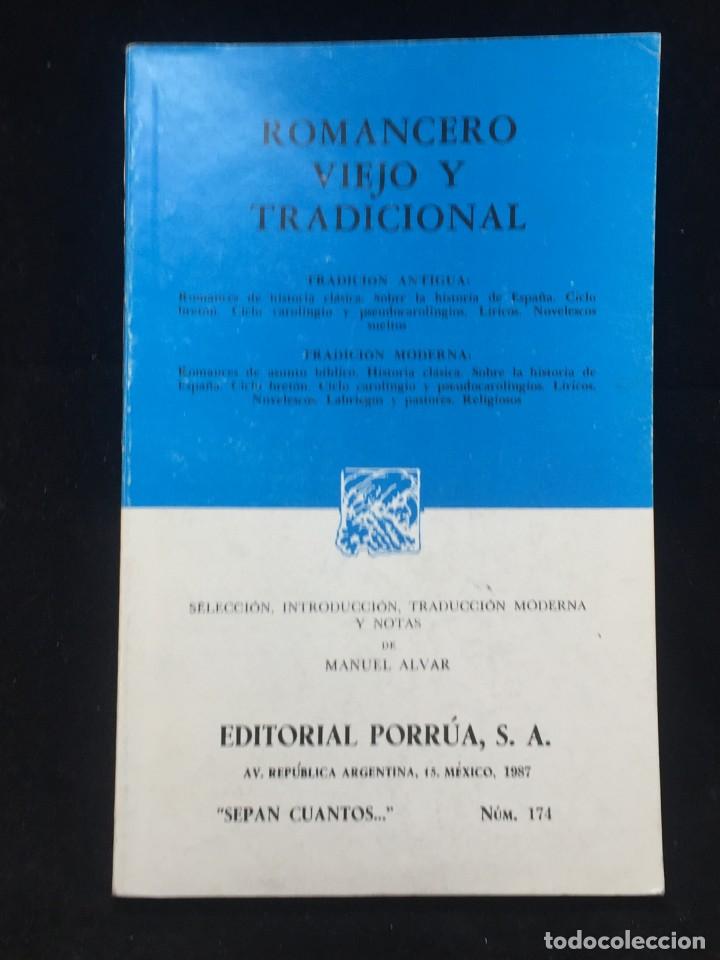 ROMANCERO
VIEJO Y
TRADICIONAL
TRADICION ANTIGUA:
Romances de historia clásica. Sobre la historia de España. Ciclo
bretón. Ciclo carolingio y pseudocarolingios. Líricos. Novelescos
sueltos
TRADICIÓN MODERNA:
Romances de asunto bíblico. Historia clásica. Sobre la historia de
España. Ciclo bretón. Ciclo carolingio y pseudocarolingios. Líricos.
Novelescos. Labriegos y pastores. Religiosos
SELECCIÓN, INTRODUCCIÓN, TRADUCCIÓN MODERNA
Y NOTAS
DE
MANUEL ALVAR
EDITORIAL PORRÚA, S. A.
AV. REPÚBLICA ARGENTINA, 15. MÉXICO, 1987
"SEPAN CUANTOS..." NÚM. 174
todocoleccion